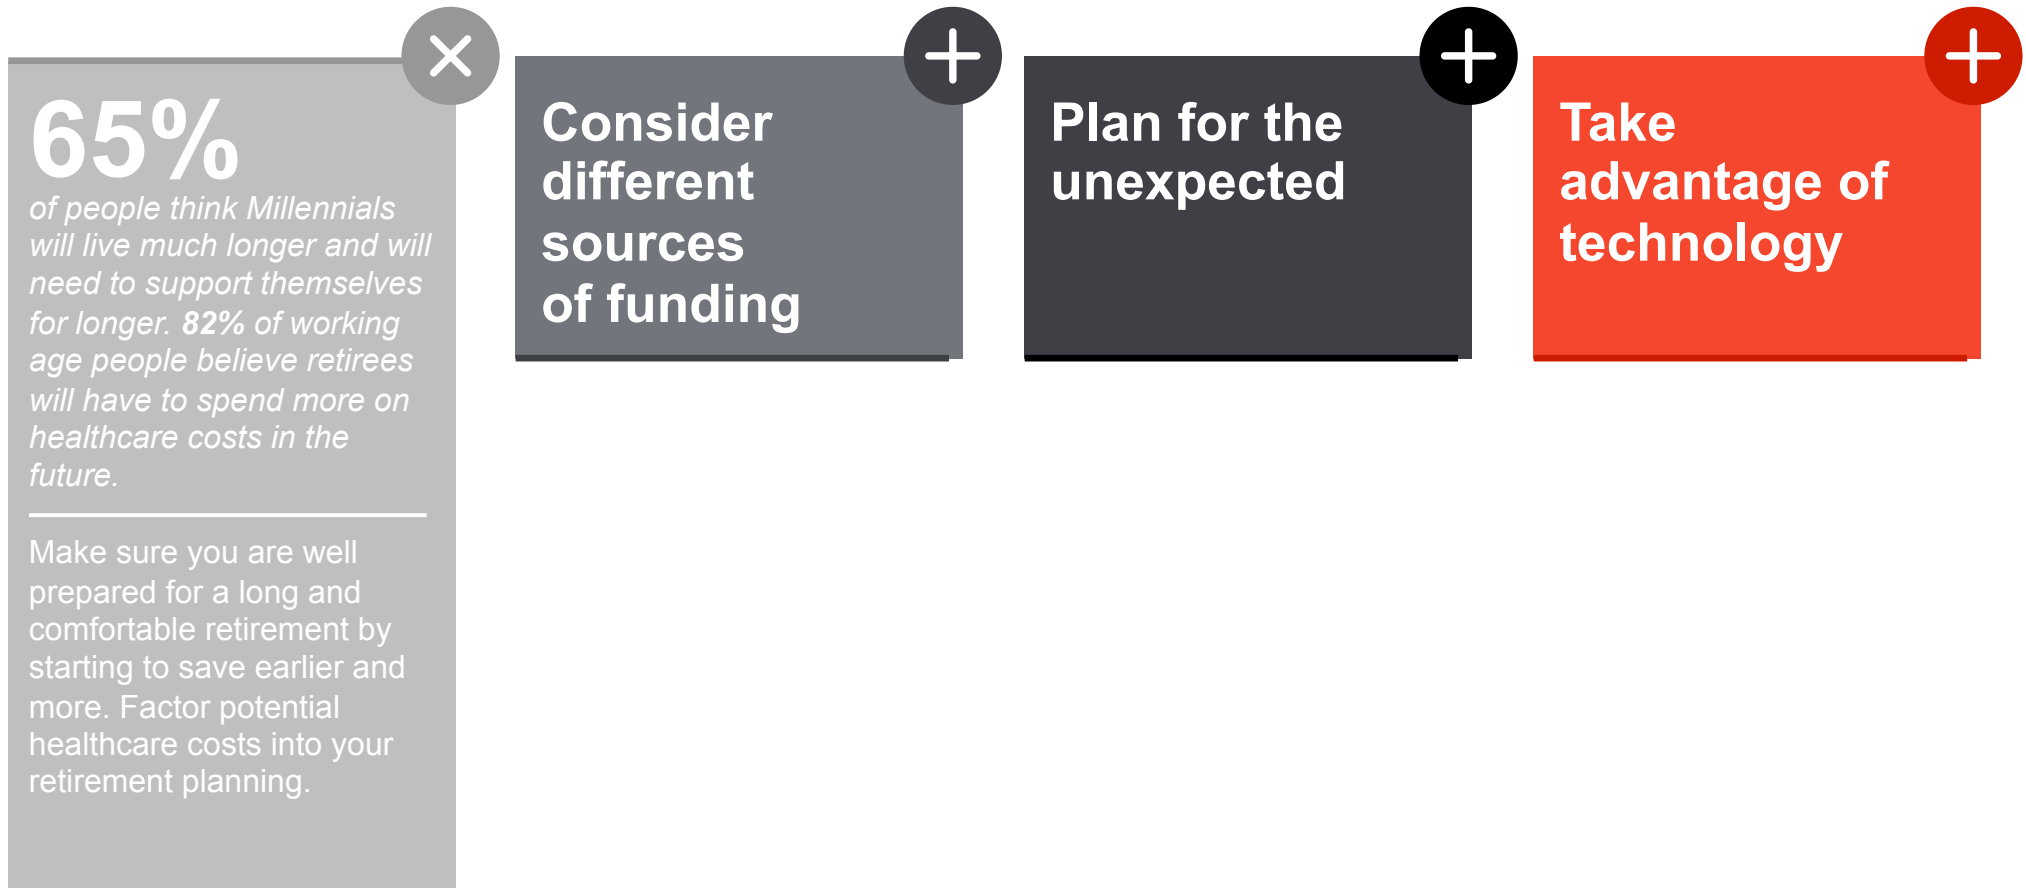 65%
of people think Millennials
will live much longer and will
need to support themselves
for longer. 82% of working
age people believe retirees
will have to spend more on
healthcare costs in the
future.
Make sure you are well
prepared for a long and
comfortable retirement by
starting to save earlier and
more. Factor potential
healthcare costs into your
retirement planning.
Consider
different
sources
of funding
Plan for the
unexpected
Take
advantage of
technology